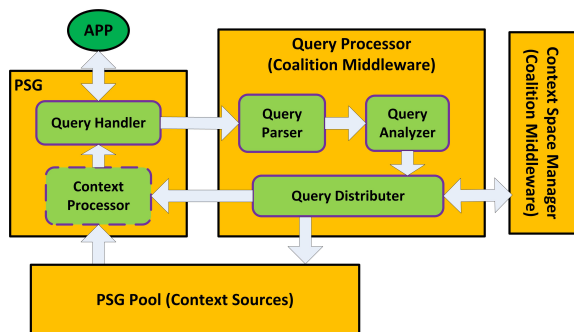 APP
PSG
Query Handler
Context
Processor
Query Processor
(Coalition Middleware)
Query
Parser
Query
Analyzer
Query Distributer
Context Space Manager
(Coalition Middleware)
PSG Pool (Context Sources)